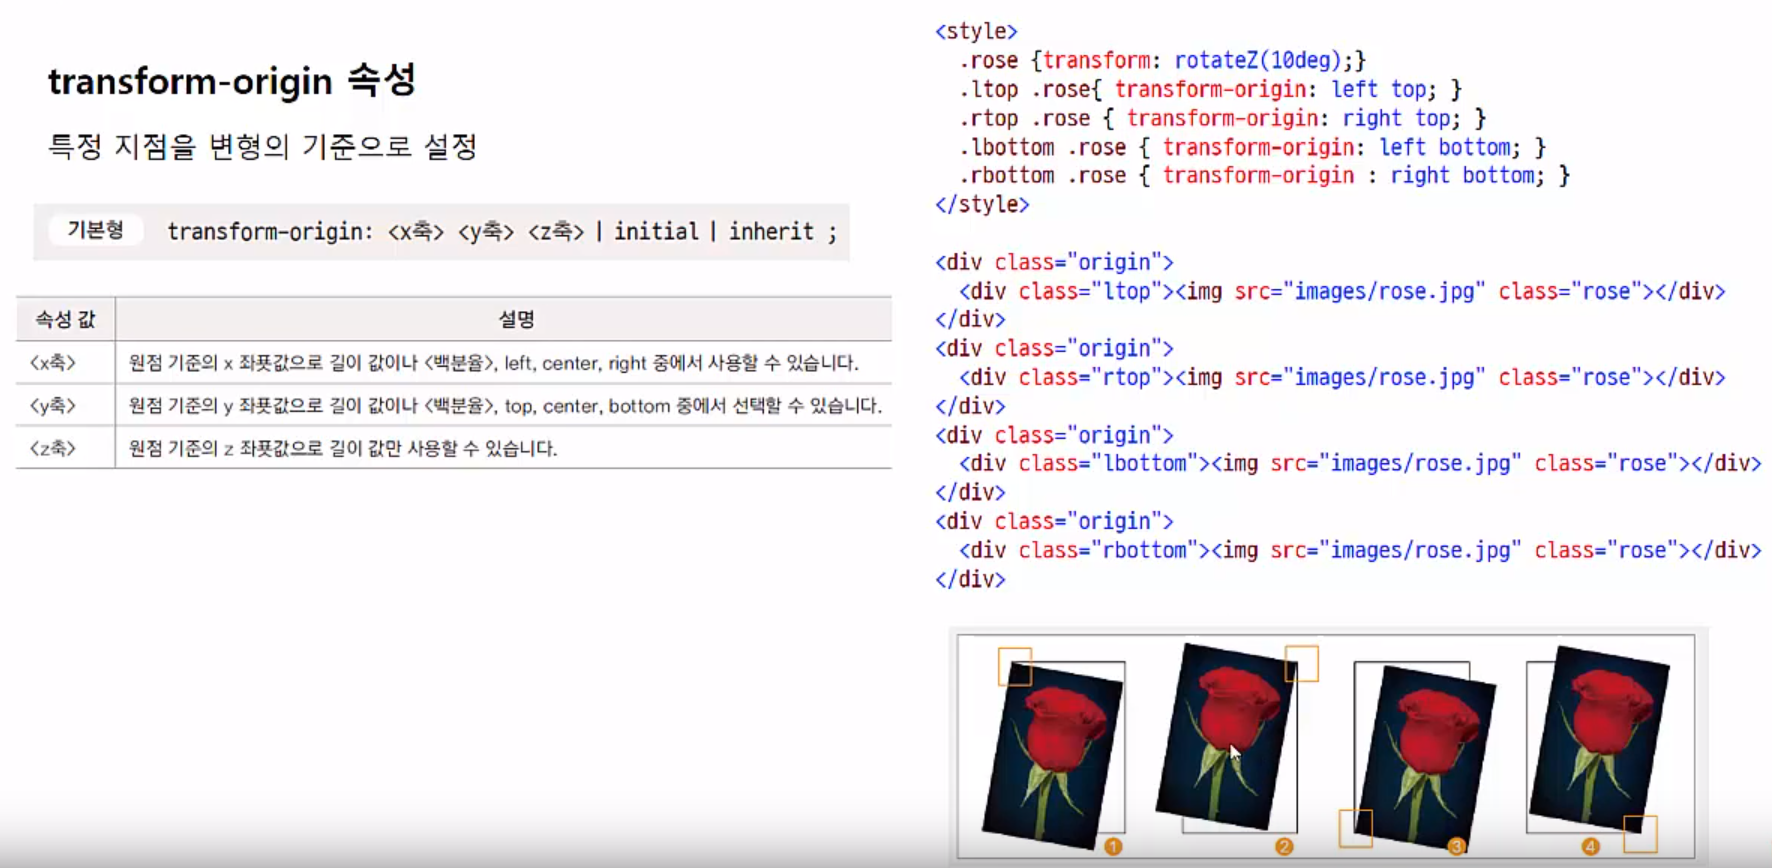 transform-origin 속성
특정 지점을 변형의 기준으로 설정
기본형 transform-origin: <x축> <y축> <z축> | initial | inherit ;
속성 값 설명
<x축> 원점 기준의 x 좌푯값으로 길이 값이나 <백분율>, left, center, right 중에서 사용할 수 있습니다.
<y축> 원점 기준의 y 좌푯값으로 길이 값이나 <백분율>, top, center, bottom 중에서 선택할 수 있습니다.
<z축> 원점 기준의 z 좌푯값으로 길이 값만 사용할 수 있습니다.
<style>
.rose {transform: rotateZ(10deg);}
.ltop .rose{ transform-origin: left top; }
.rtop .rose { transform-origin: right top; }
.lbottom .rose { transform-origin: left bottom; }
.rbottom .rose { transform-origin : right bottom; }
</style>
<div class="origin">
<div class="ltop"><img src="images/rose.jpg" class="rose"></div>
</div>
<div class="origin">
<div class="rtop"><img src="images/rose.jpg" class="rose"></div>
</div>
<div class="origin">
<div class="lbottom"><img src="images/rose.jpg" class="rose"></div>
</div>
<div class="origin">
<div class="rbottom"><img src="images/rose.jpg" class="rose"></div>
</div>
1 2 3 4